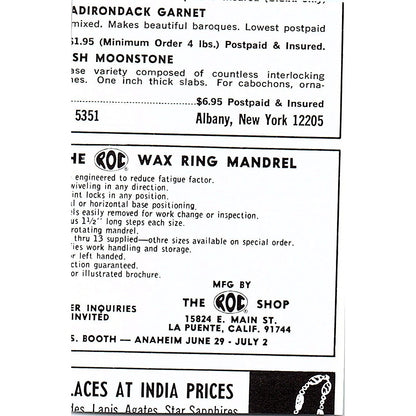 ADIRONDACK GARNET
mixed. Makes beautiful baroques. Lowest postpaid
$1.95 (Minimum Order 4 lbs.) Postpaid & Insured.
SH MOONSTONE
ase variety composed of countless interlocking
nes. One inch thick slabs. For cabochons, orna-
$6.95 Postpaid & Insured
5351 Albany, New York 12205
HE ROC WAX RING MANDREL
engineered to reduce fatigue factor.
wiveling in any direction.
int locks in any position.
al or horizontal base positioning.
els easily removed for work change or inspection.
us 1½" long steps each size.
rotating mandrel.
thru 13 supplied—othre sizes available on special order.
fies work handling and storage.
r left handed.
ction guaranteed.
or illustrated brochure.
MFG BY
THE ROC SHOP
15824 E. MAIN ST.
LA PUENTE, CALIF. 91744
ER INQUIRIES
INVITED
S. BOOTH — ANAHEIM JUNE 29 - JULY 2
LACES AT INDIA PRICES
des, Lapis, Agates, Star Sapphires